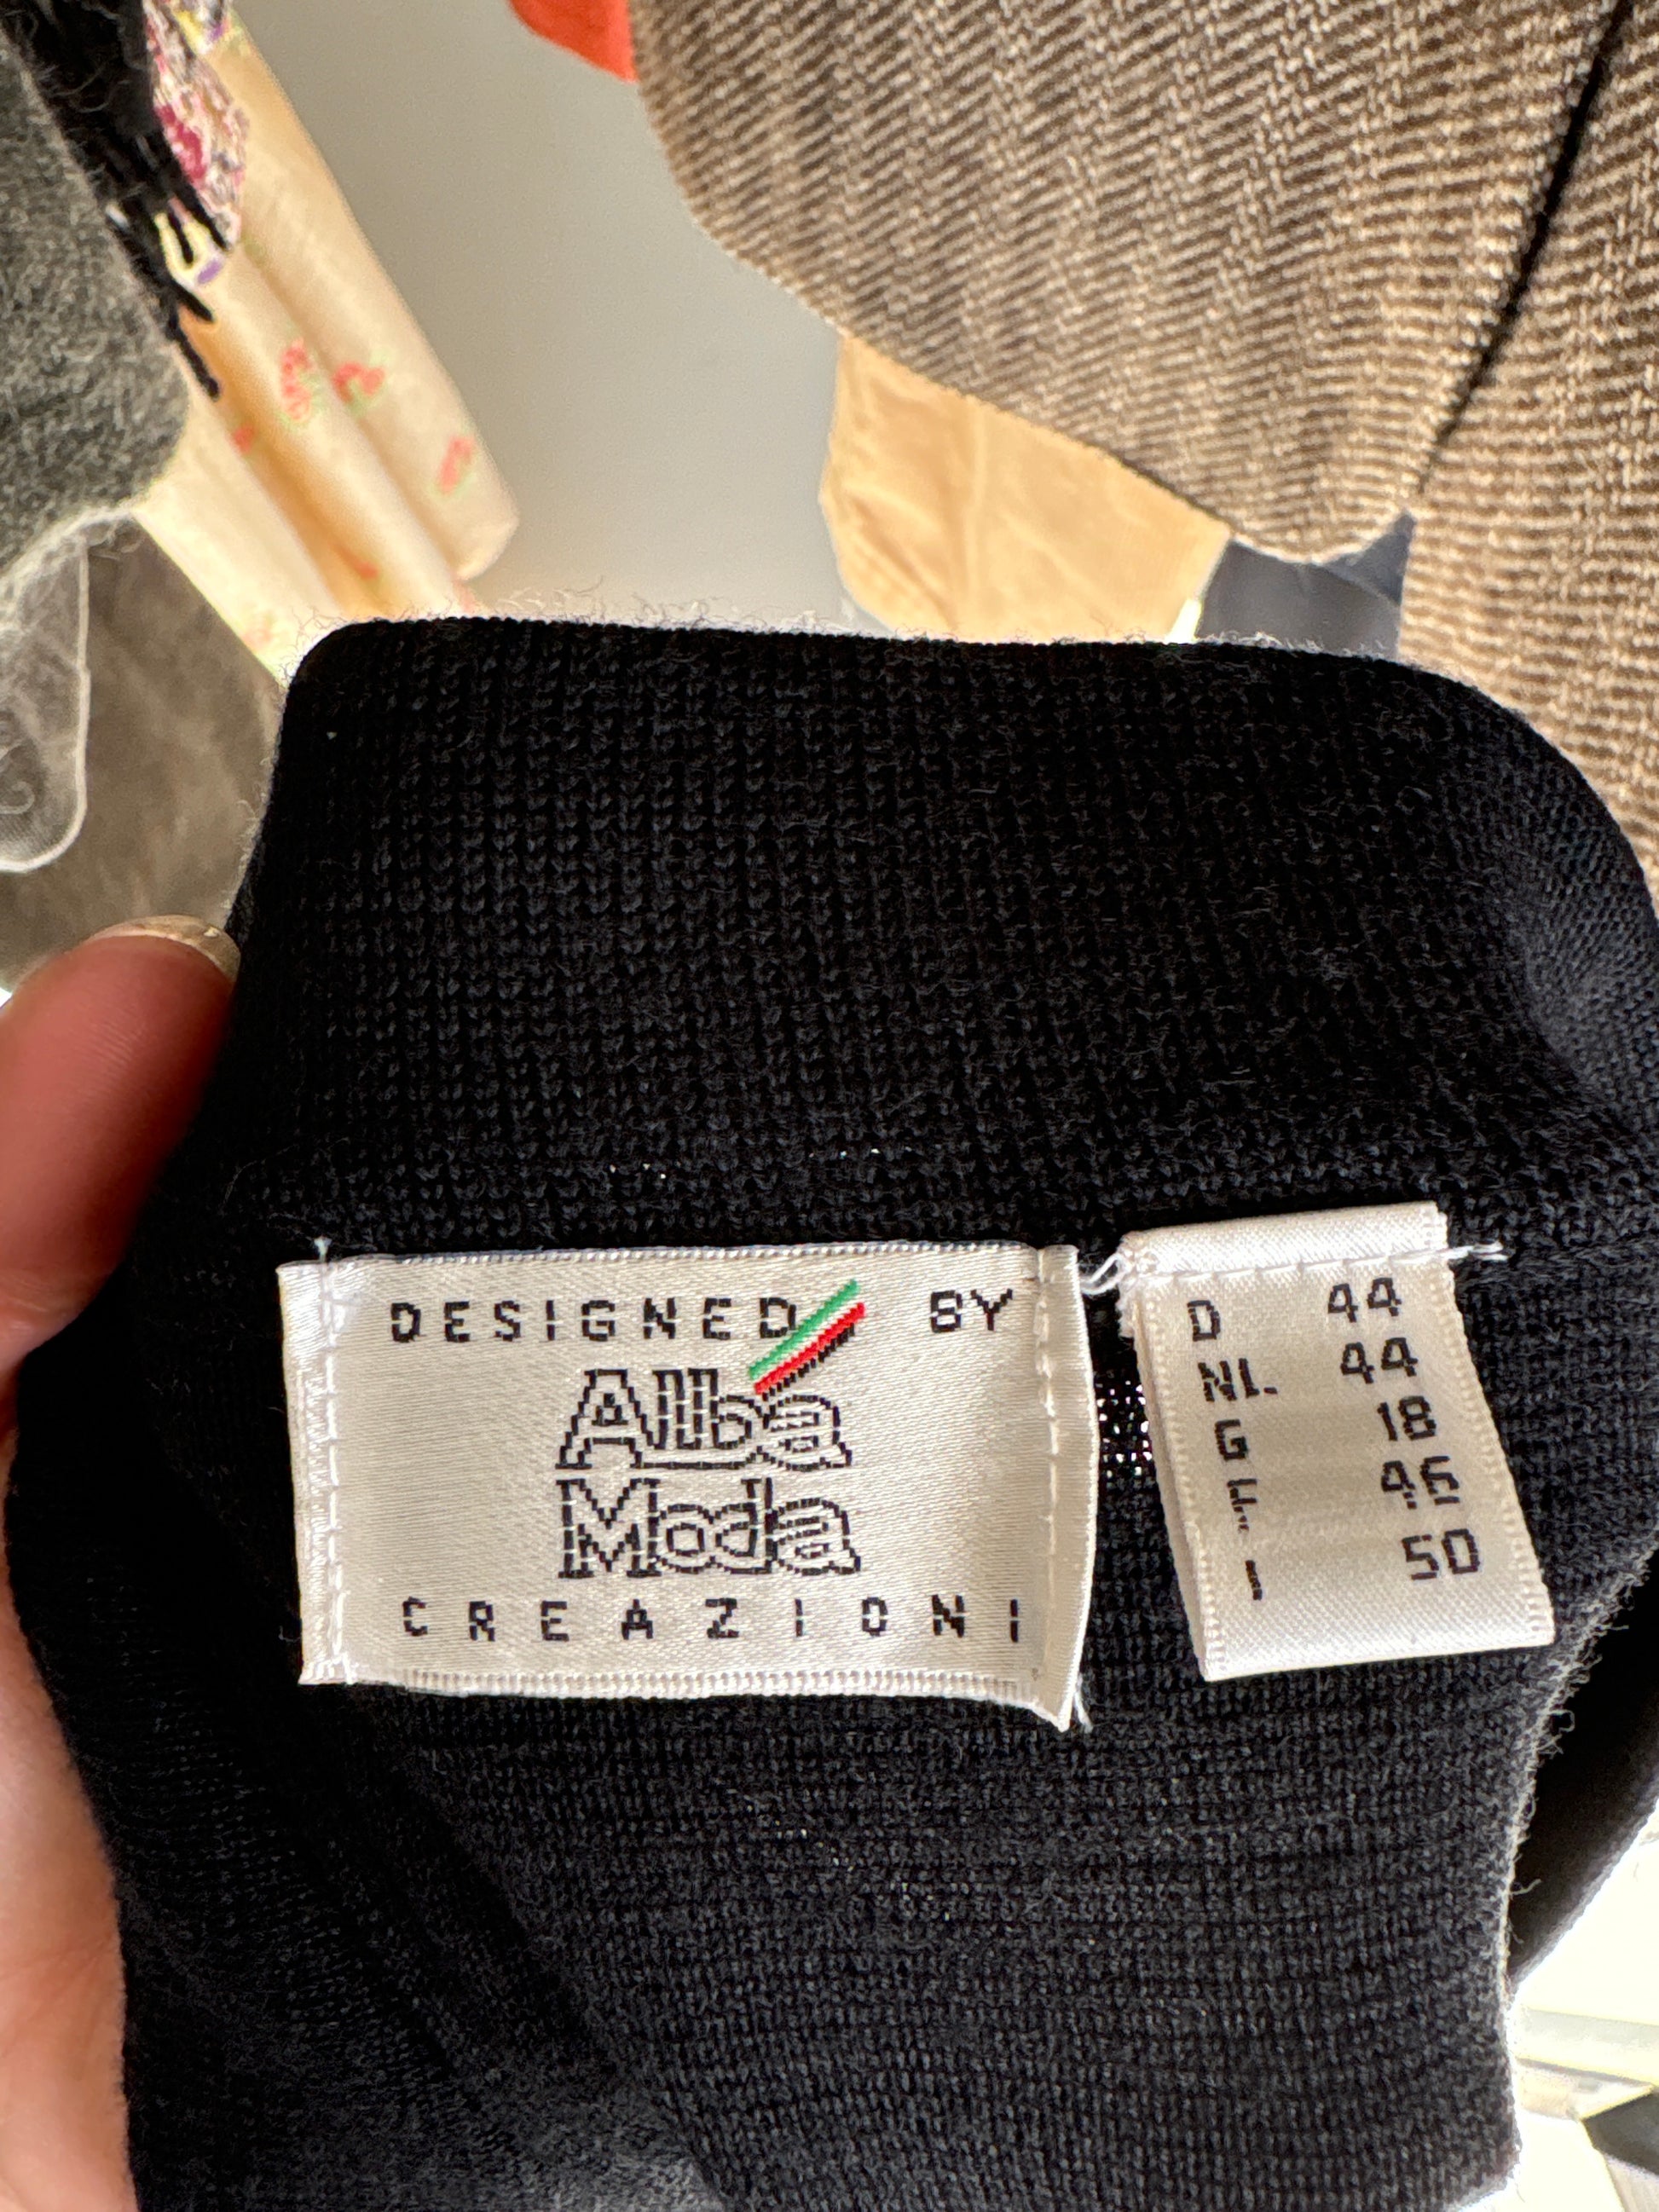 DESIGNED BY
Alba
Moda
CREAZIONI
D 44
NL 44
G 18
F 46
I 50